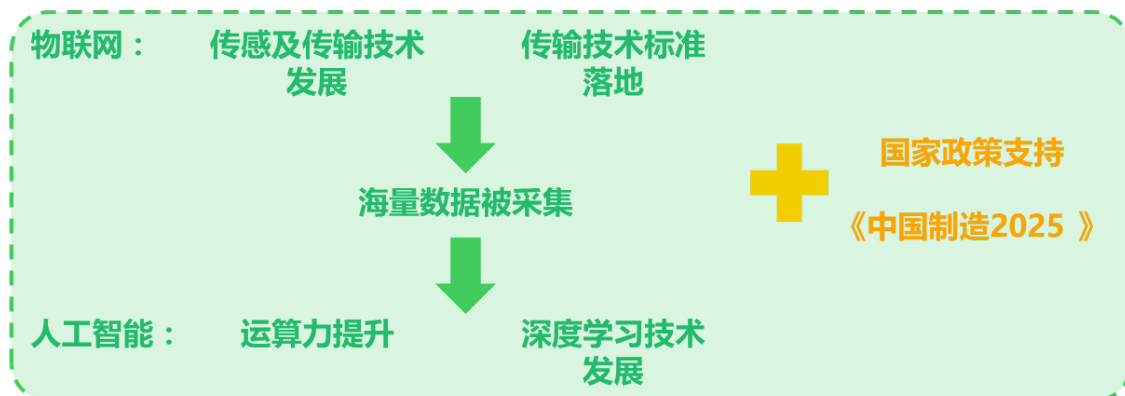 物联网：
传感及传输技术
发展
传输技术标准
落地
海量数据被采集
国家政策支持
《中国制造2025 》
人工智能：
运算力提升
深度学习技术
发展